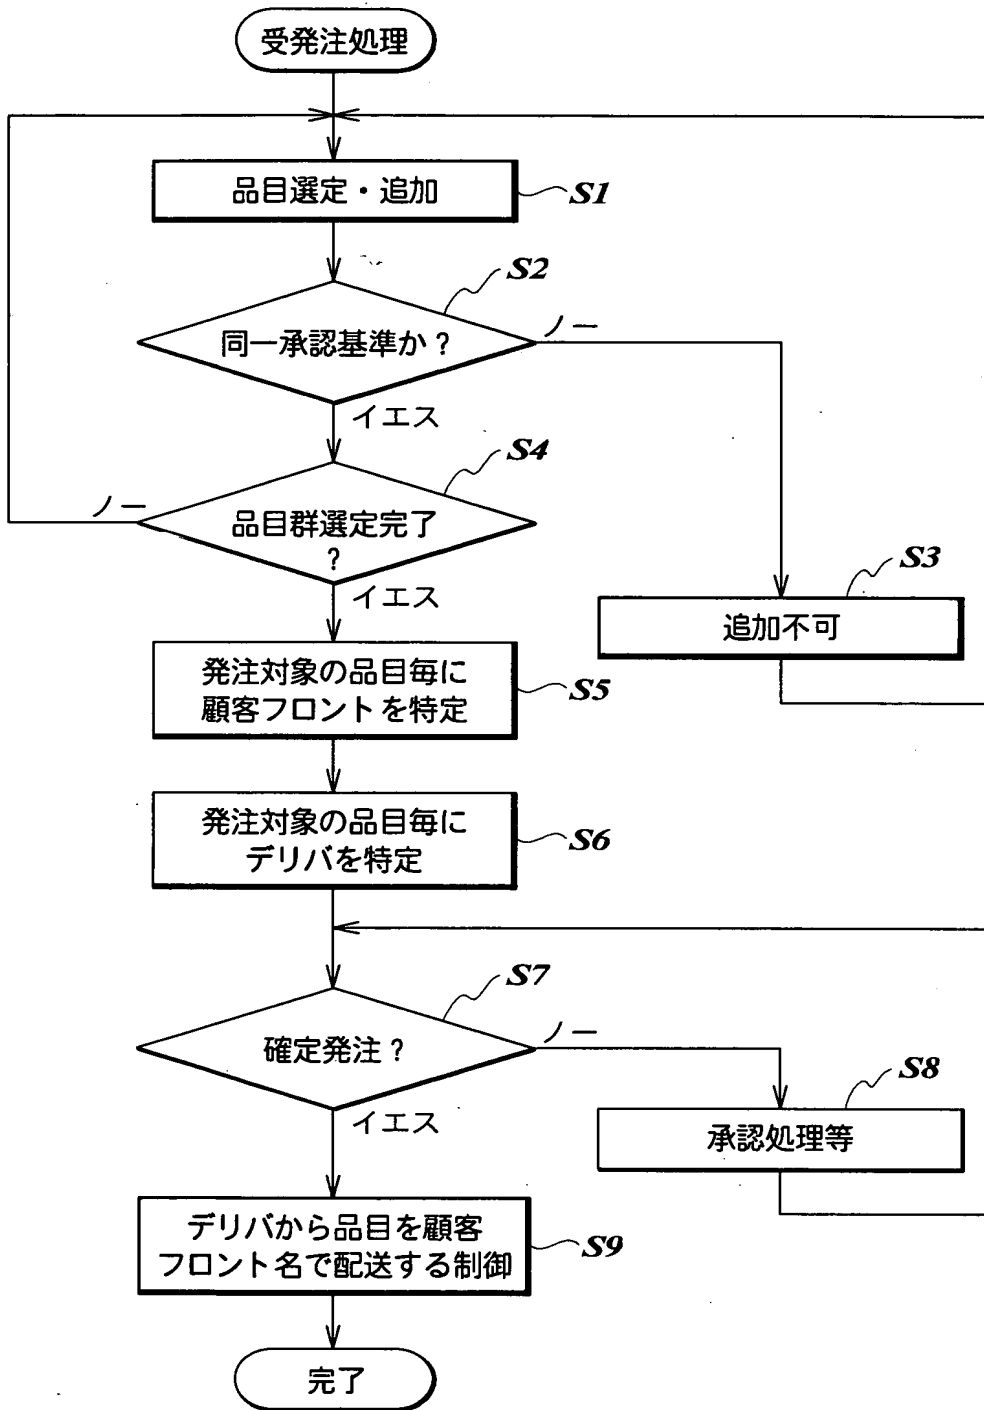 受発注処理
品目選定・追加
S1
S2
同一承認基準か?
ノー
イエス
S4
ノー
品目群選定完了
?
イエス
S3
追加不可
発注対象の品目毎に
顧客フロントを特定
S5
発注対象の品目毎に
デリバを特定
S6
S7
確定発注?
ノー
イエス
S8
承認処理等
デリバから品目を顧客
フロント名で配送する制御
S9
完了